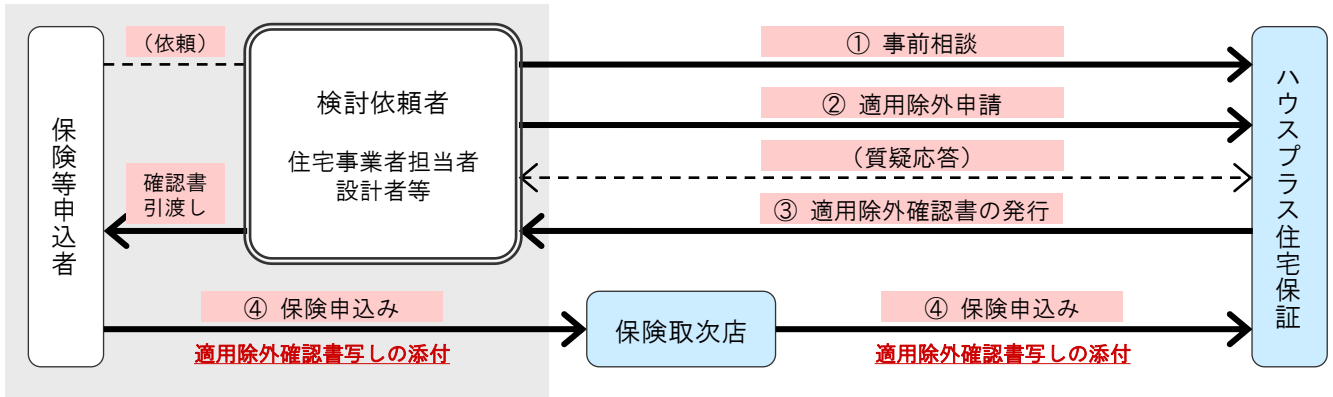 保険等申込者
（依頼）
確認書
引渡し
検討依頼者
住宅事業者担当者
設計者等
① 事前相談
② 適用除外申請
（質疑応答）
③ 適用除外確認書の発行
④ 保険申込み
適用除外確認書写しの添付
保険取次店
④ 保険申込み
適用除外確認書写しの添付
ハウスプラス住宅保証